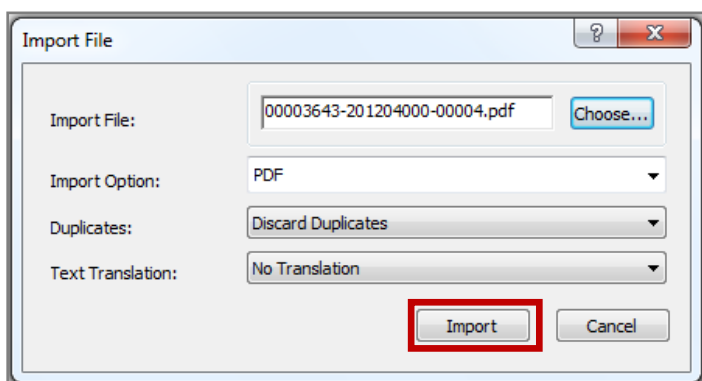 Import File
Import File: 00003643-201204000-00004.pdf Choose...
Import Option: PDF
Duplicates: Discard Duplicates
Text Translation: No Translation
Import Cancel